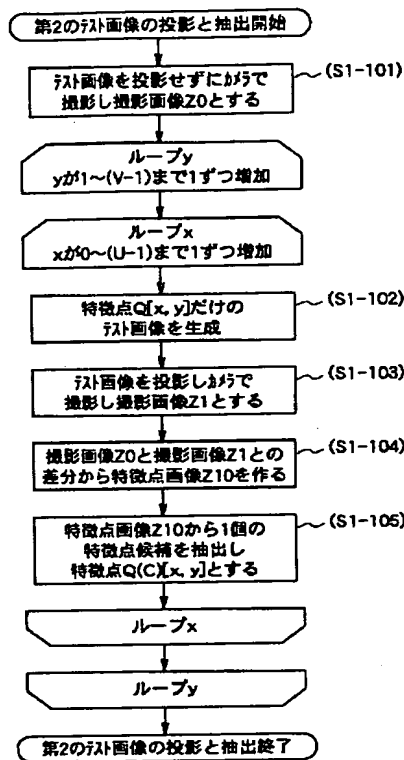 第2のテスト画像の投影と抽出開始
テスト画像を投影せずにカメラで
撮影し撮影画像Z0とする
(S1-101)
ループy
yが1~(V-1)まで1ずつ増加
ループx
xが0~(U-1)まで1ずつ増加
特徴点Q[x, y]だけの
テスト画像を生成
(S1-102)
テスト画像を投影しカメラで
撮影し撮影画像Z1とする
(S1-103)
撮影画像Z0と撮影画像Z1との
差分から特徴点画像Z10を作る
(S1-104)
特徴点画像Z10から1個の
特徴点候補を抽出し
特徴点Q(C)[x, y]とする
(S1-105)
ループx
ループy
第2のテスト画像の投影と抽出終了